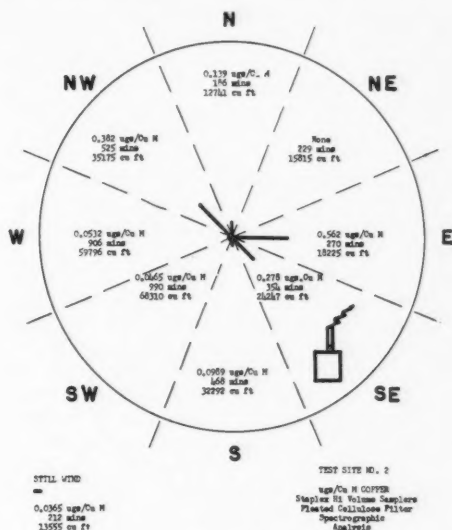 N
NW
NE
0.139 ugs/C. M
186 mins
12741 cu ft
0.382 ugs/Cu M
525 mins
35175 cu ft
None
229 mins
15815 cu ft
W
0.0532 ugs/Cu M
906 mins
59796 cu ft
0.562 ugs/Cu M
270 mins
18225 cu ft
E
0.0465 ugs/Cu M
990 mins
68310 cu ft
0.278 ugs.Cu M
354 mins
24247 cu ft
0.0989 ugs/Cu M
468 mins
32292 cu ft
SW
SE
S
STILL WIND
0.0365 ugs/Cu M
212 mins
13555 cu ft
TEST SITE NO. 2
ugs/Cu M COPPER
Staplex Hi Volume Samplers
Pleated Cellulose Filter
Spectrographic
Analysis